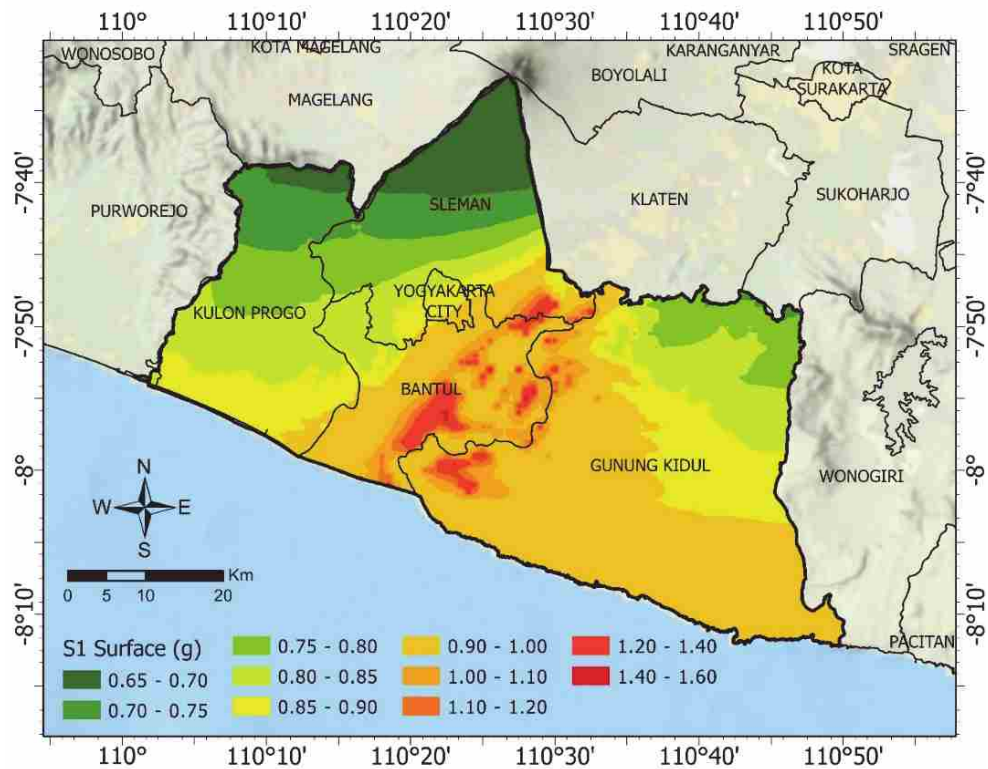 110° 110°10' 110°20' 110°30' 110°40' 110°50'
WONOSOBO
KOTA MAGELANG
KARANGANYAR
SRAGEN
BOYOLALI
KOTA
SURAKARTA
MAGELANG
-7°40'
-7°40'
PURWOREJO
SLEMAN
KLATEN
SUKOHARJO
KULON PROGO
YOGYAKARTA
CITY
-7°50'
-7°50'
BANTUL
GUNUNG KIDUL
WONOGIRI
-8°
-8°
N
W E
S
Km
0 5 10 20
-8°10'
-8°10'
PACITAN
S1 Surface (g)
0.65 - 0.70
0.70 - 0.75
0.75 - 0.80
0.80 - 0.85
0.85 - 0.90
0.90 - 1.00
1.00 - 1.10
1.10 - 1.20
1.20 - 1.40
1.40 - 1.60
110° 110°10' 110°20' 110°30' 110°40' 110°50'